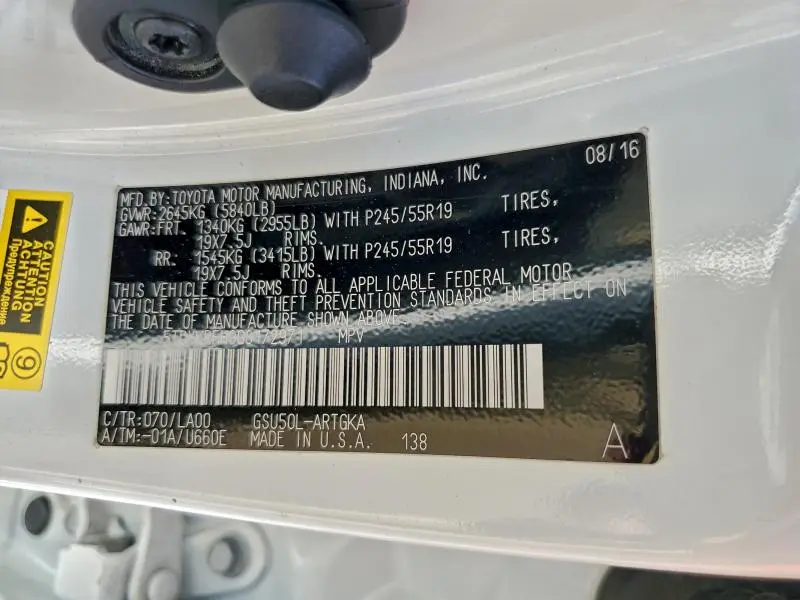 08/16
MFD.BY:TOYOTA MOTOR MANUFACTURING, INDIANA, INC.
GVWR:2645KG (5840LB)
GAWR:FRT. 1340KG (2955LB) WITH P245/55R19 TIRES,
19X7.5J RIMS.
RR. 1545KG (3415LB) WITH P245/55R19 TIRES,
19X7.5J RIMS.
THIS VEHICLE CONFORMS TO ALL APPLICABLE FEDERAL MOTOR
VEHICLE SAFETY AND THEFT PREVENTION STANDARDS IN EFFECT ON
THE DATE OF MANUFACTURE SHOWN ABOVE.
MPV
C/TR:070/LA00 GSU50L-ARTGKA
A/TM:-01A/U660E MADE IN U.S.A. 138
A
CAUTION
ATTENTION
ACHTUNG
Предупреждение